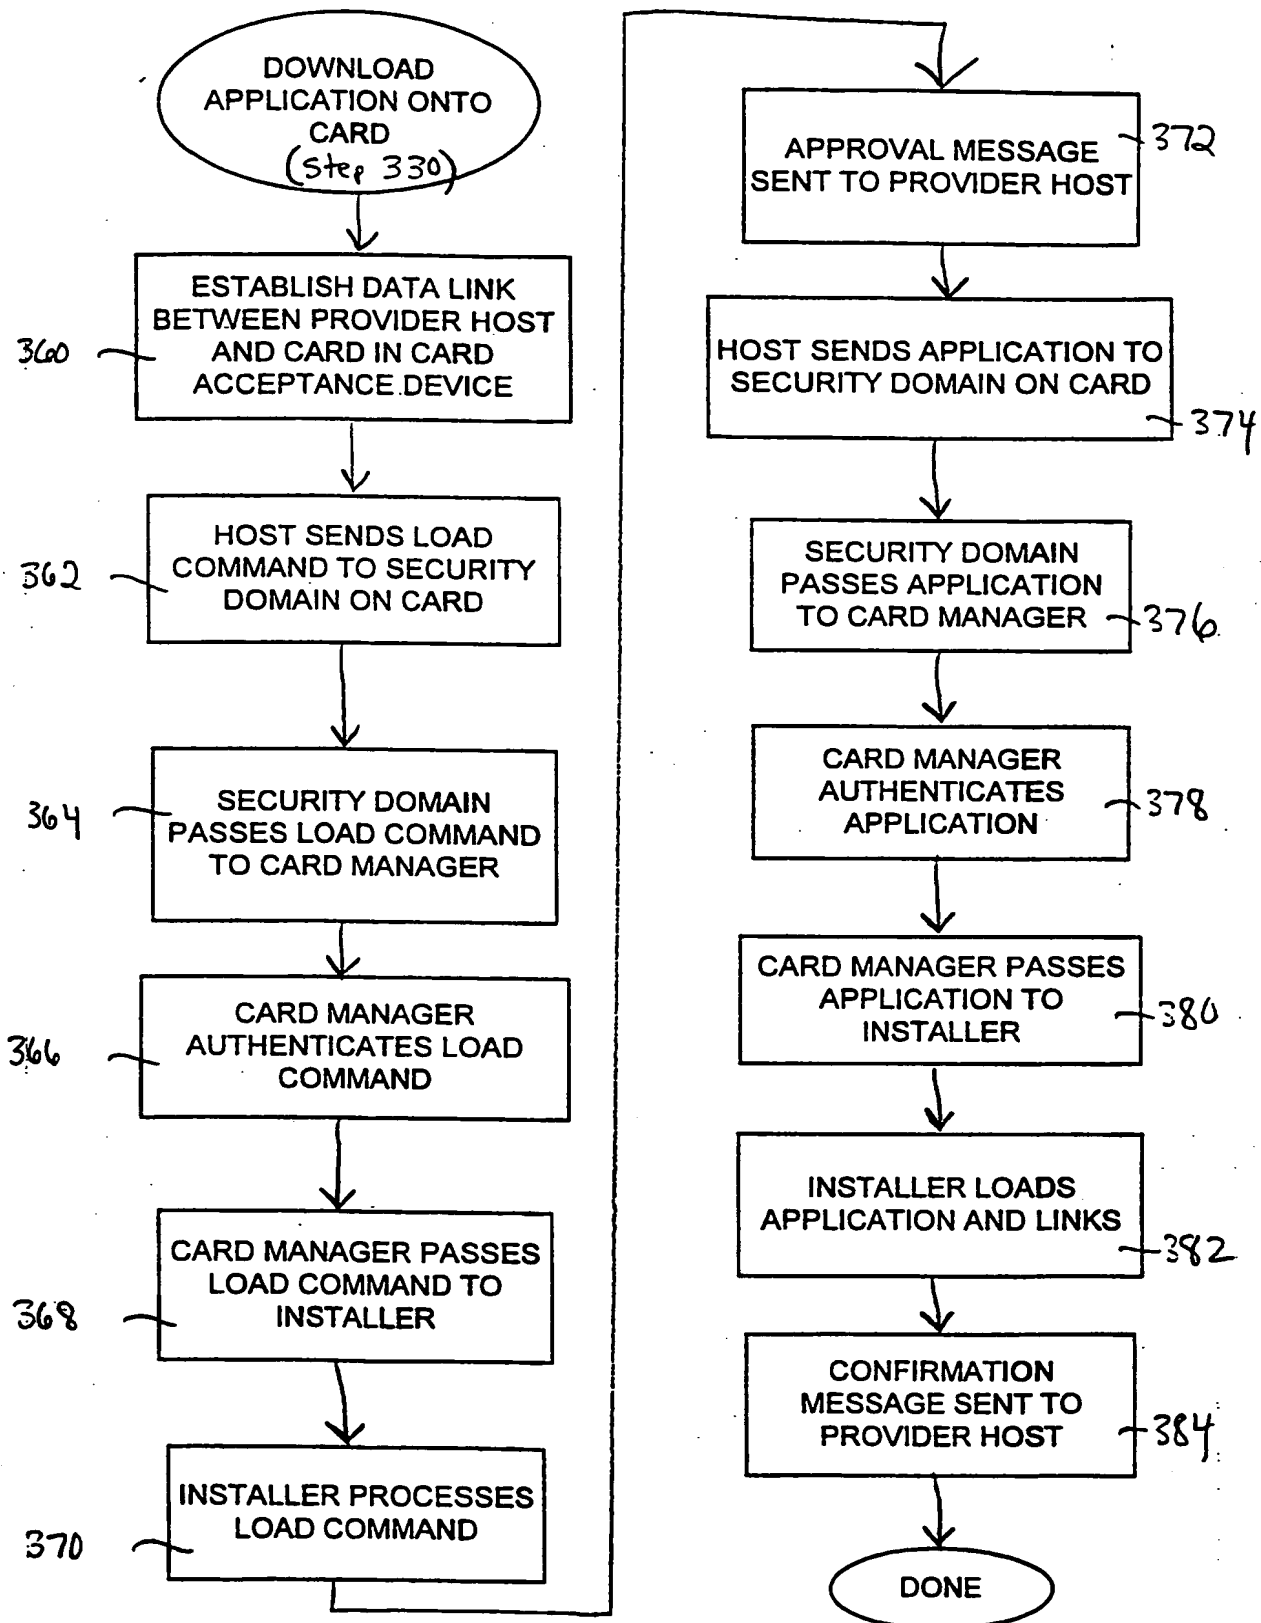 DOWNLOAD
APPLICATION ONTO
CARD
(Step 330)
ESTABLISH DATA LINK
BETWEEN PROVIDER HOST
AND CARD IN CARD
ACCEPTANCE DEVICE
360
HOST SENDS LOAD
COMMAND TO SECURITY
DOMAIN ON CARD
362
SECURITY DOMAIN
PASSES LOAD COMMAND
TO CARD MANAGER
364
CARD MANAGER
AUTHENTICATES LOAD
COMMAND
366
CARD MANAGER PASSES
LOAD COMMAND TO
INSTALLER
368
INSTALLER PROCESSES
LOAD COMMAND
370
APPROVAL MESSAGE
SENT TO PROVIDER HOST
372
HOST SENDS APPLICATION TO
SECURITY DOMAIN ON CARD
374
SECURITY DOMAIN
PASSES APPLICATION
TO CARD MANAGER
376
CARD MANAGER
AUTHENTICATES
APPLICATION
378
CARD MANAGER PASSES
APPLICATION TO
INSTALLER
380
INSTALLER LOADS
APPLICATION AND LINKS
382
CONFIRMATION
MESSAGE SENT TO
PROVIDER HOST
384
DONE